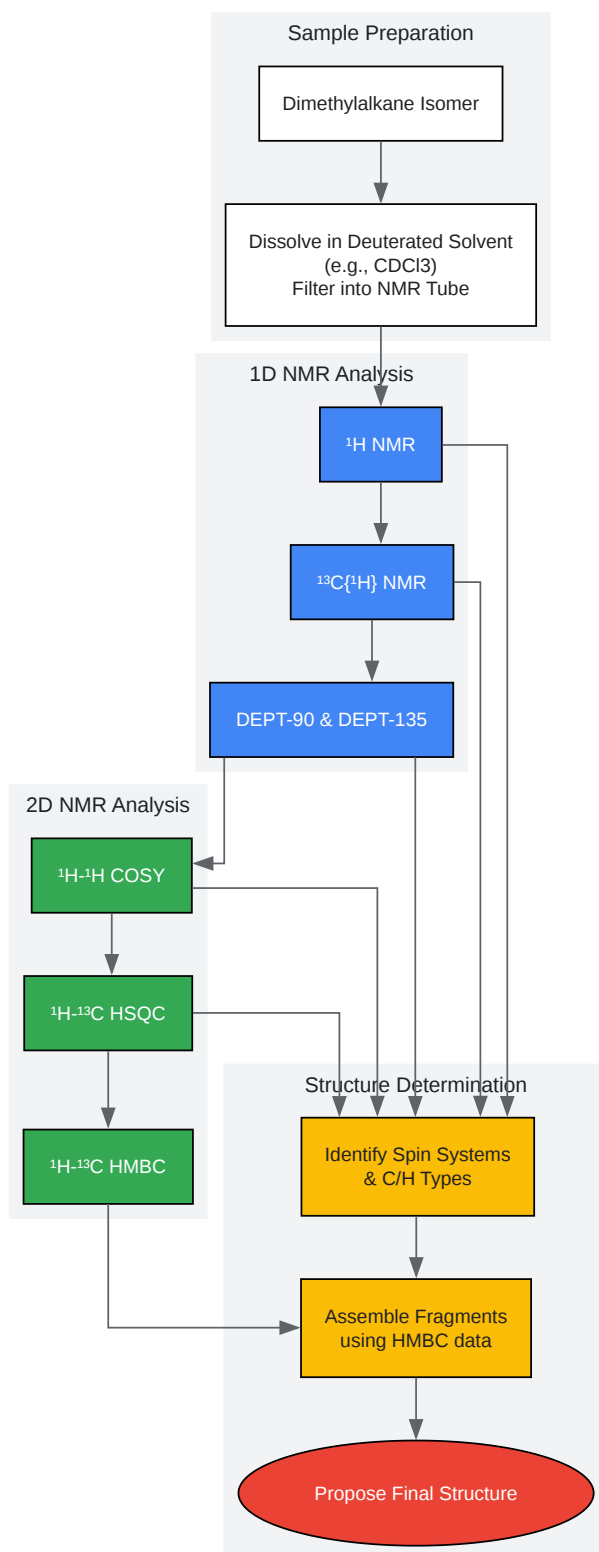 Sample Preparation
Dimethylalkane Isomer
Dissolve in Deuterated Solvent
(e.g., CDCl3)
Filter into NMR Tube
1D NMR Analysis
¹H NMR
¹³C{¹H} NMR
DEPT-90 & DEPT-135
2D NMR Analysis
¹H-¹H COSY
¹H-¹³C HSQC
¹H-¹³C HMBC
Structure Determination
Identify Spin Systems
& C/H Types
Assemble Fragments
using HMBC data
Propose Final Structure